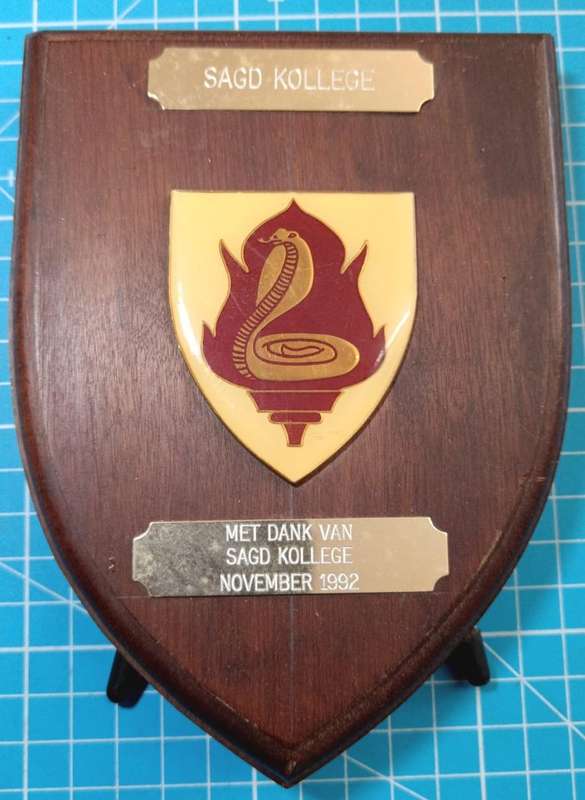 SAGD KOLLEGE
MET DANK VAN
SAGD KOLLEGE
NOVEMBER 1992